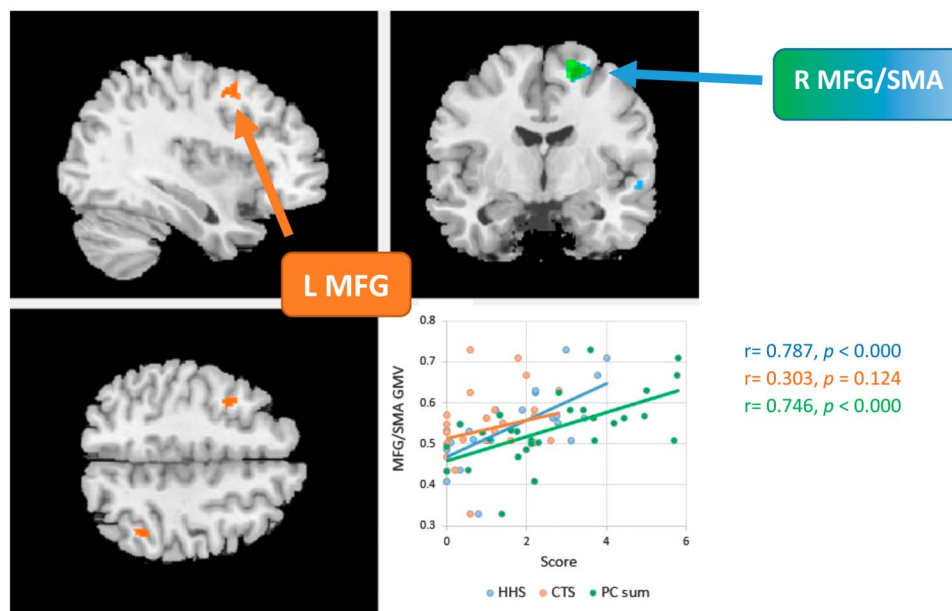 R MFG/SMA
L MFG
MFG/SMA GMV
0.8
0.7
0.6
0.5
0.4
0.3
0
2
4
6
Score
HHS
CTS
PC sum
r= 0.787, p < 0.000
r= 0.303, p = 0.124
r= 0.746, p < 0.000